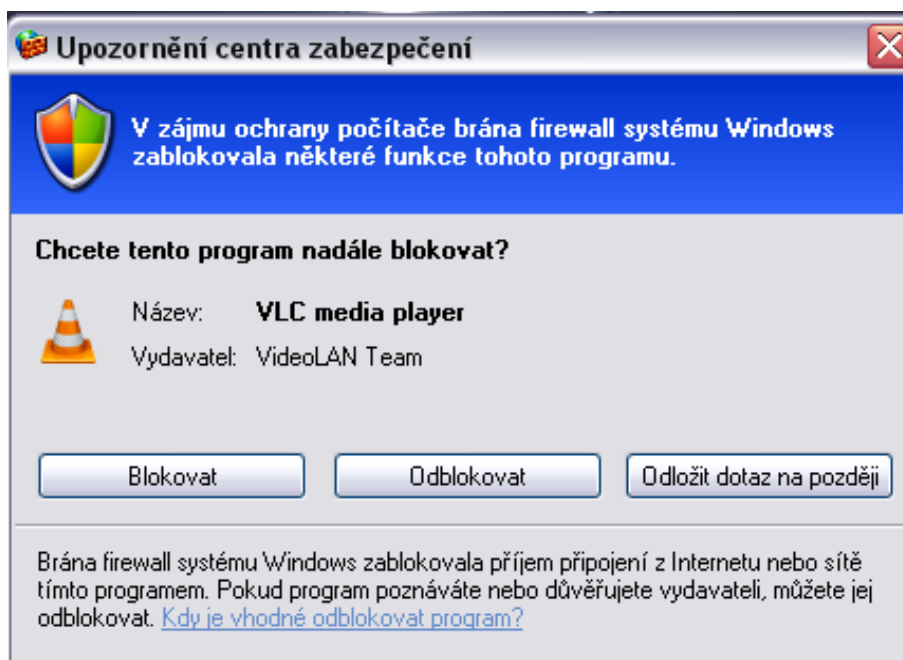 Upozornění centra zabezpečení
V zájmu ochrany počítače brána firewall systému Windows
zablokovala některé funkce tohoto programu.
Chcete tento program nadále blokovat?
Název: VLC media player
Vydavatel: VideoLAN Team
Blokovat Odblokovat Odložit dotaz na později
Brána firewall systému Windows zablokovala příjem připojení z Internetu nebo sítě
tímto programem. Pokud program poznáváte nebo důvěřujete vydavateli, můžete jej
odblokovat. Kdy je vhodné odblokovat program?